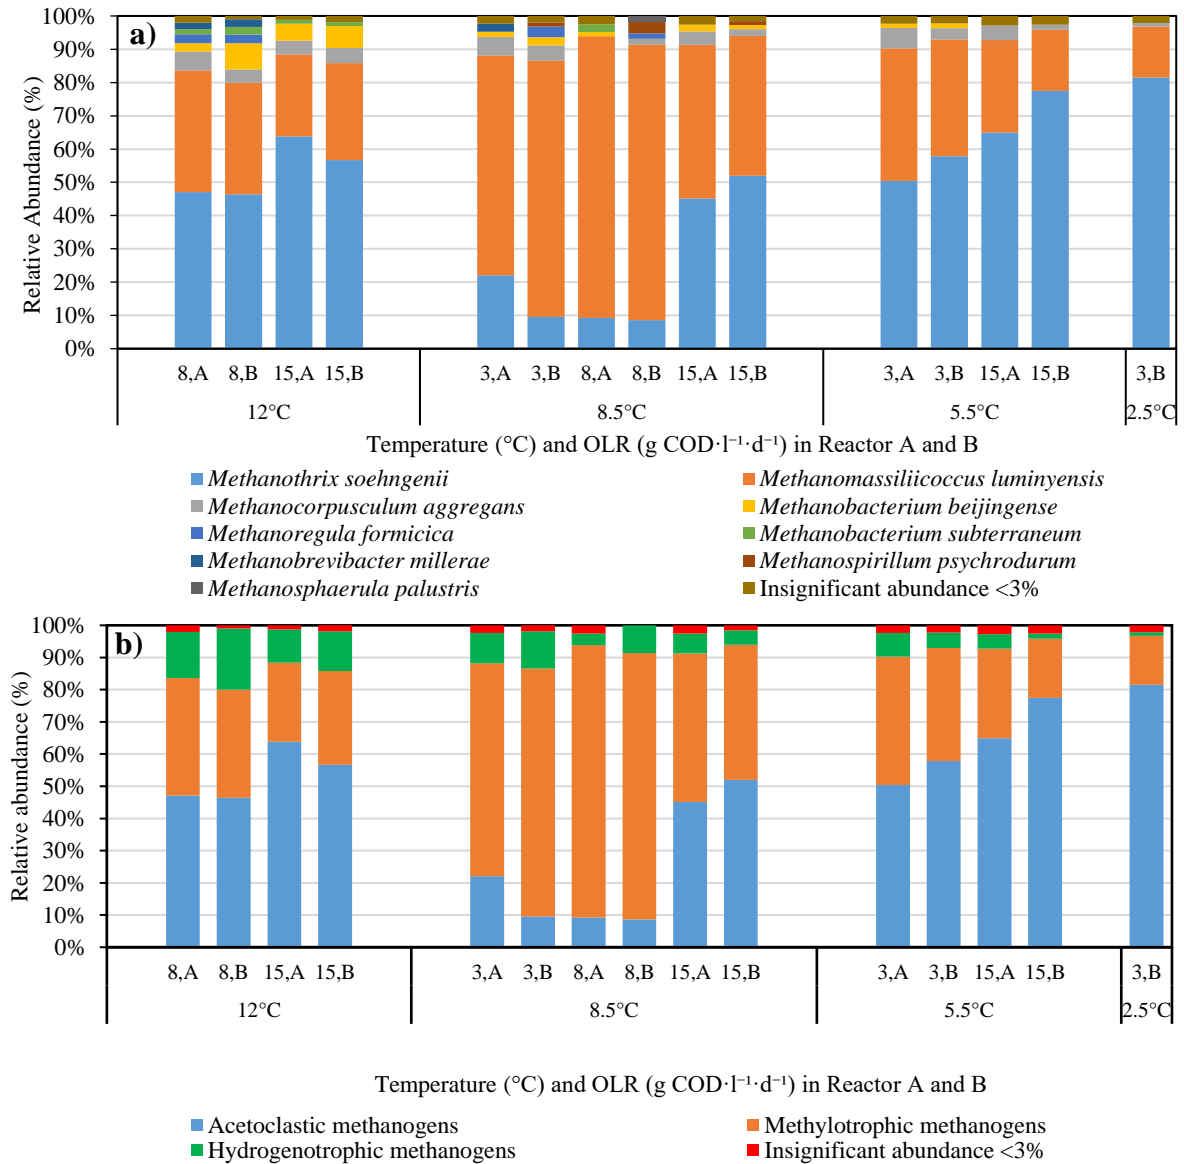 a)
Relative Abundance (%)
100%
90%
80%
70%
60%
50%
40%
30%
20%
10%
0%
8,A 8,B 15,A 15,B 3,A 3,B 8,A 8,B 15,A 15,B 3,A 3,B 15,A 15,B 3,B
12°C 8.5°C 5.5°C 2.5°C
Temperature (°C) and OLR (g COD·l⁻¹·d⁻¹) in Reactor A and B
Methanothrix soehngenii Methanomassiliicoccus luminyensis
Methanocorpusculum aggregans Methanobacterium beijingense
Methanoregula formicica Methanobacterium subterraneum
Methanobrevibacter millerae Methanospirillum psychrodurum
Methanosphaerula palustris Insignificant abundance <3%
b)
Relative abundance (%)
100%
90%
80%
70%
60%
50%
40%
30%
20%
10%
0%
8,A 8,B 15,A 15,B 3,A 3,B 8,A 8,B 15,A 15,B 3,A 3,B 15,A 15,B 3,B
12°C 8.5°C 5.5°C 2.5°C
Temperature (°C) and OLR (g COD·l⁻¹·d⁻¹) in Reactor A and B
Acetoclastic methanogens Methylotrophic methanogens
Hydrogenotrophic methanogens Insignificant abundance <3%